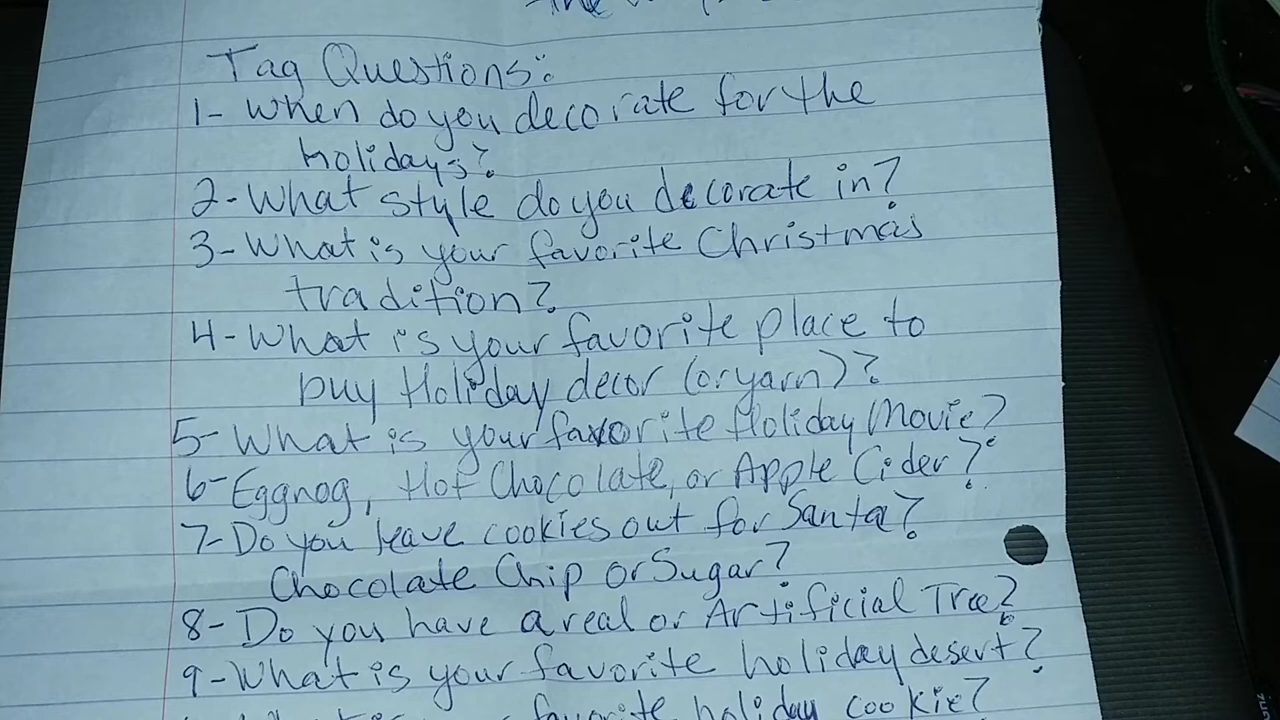 the
Tag Questions:
1- When do you decorate for the
holidays?
2- What style do you decorate in?
3- What is your favorite Christmas
tradition?
4- What is your favorite place to
buy Holiday decor (or yarn)?
5- What is your favorite Holiday Movie?
6- Eggnog, Hot Chocolate, or Apple Cider?
7- Do you leave cookies out for Santa?
Chocolate Chip or Sugar?
8- Do you have a real or Artificial Tree?
9- What is your favorite holiday desert?
favorite holiday cookie?